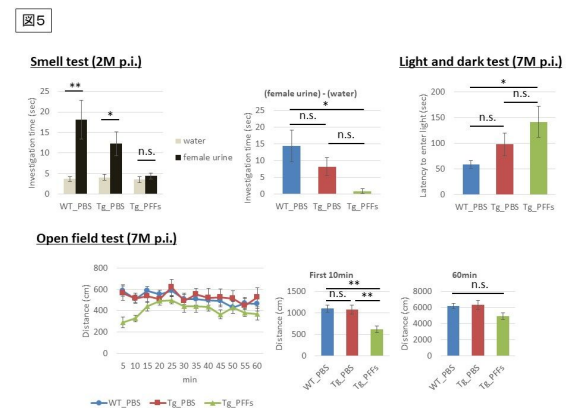 図5
Smell test (2M p.i.)
Investigation time (sec)
25
20
15
10
5
0
**
*
n.s.
water
female urine
WT_PBS Tg_PBS Tg_PFFs
(female urine) - (water)
Investigation time (sec)
25
20
15
10
5
0
*
n.s.
n.s.
WT_PBS Tg_PBS Tg_PFFs
Light and dark test (7M p.i.)
Latency to enter light (sec)
200
150
100
50
0
*
n.s.
n.s.
WT_PBS Tg_PBS Tg_PFFs
Open field test (7M p.i.)
Distance (cm)
800
600
400
200
0
5 10 15 20 25 30 35 40 45 50 55 60
min
WT_PBS Tg_PBS Tg_PFFs
First 10min
Distance (cm)
1500
1000
500
0
**
n.s. **
WT_PBS Tg_PBS Tg_PFFs
60min
Distance (cm)
8000
6000
4000
2000
0
n.s.
WT_PBS Tg_PBS Tg_PFFs